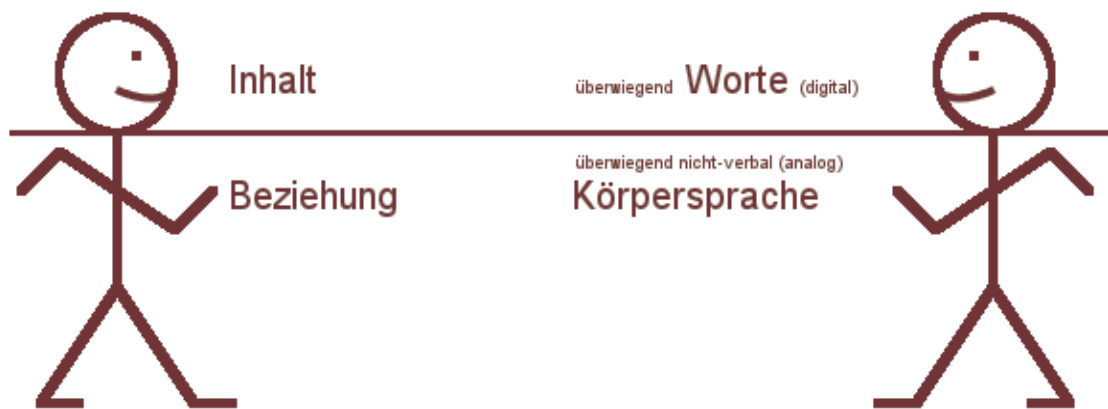 Inhalt
überwiegend Worte (digital)
überwiegend nicht-verbal (analog)
Beziehung
Körpersprache